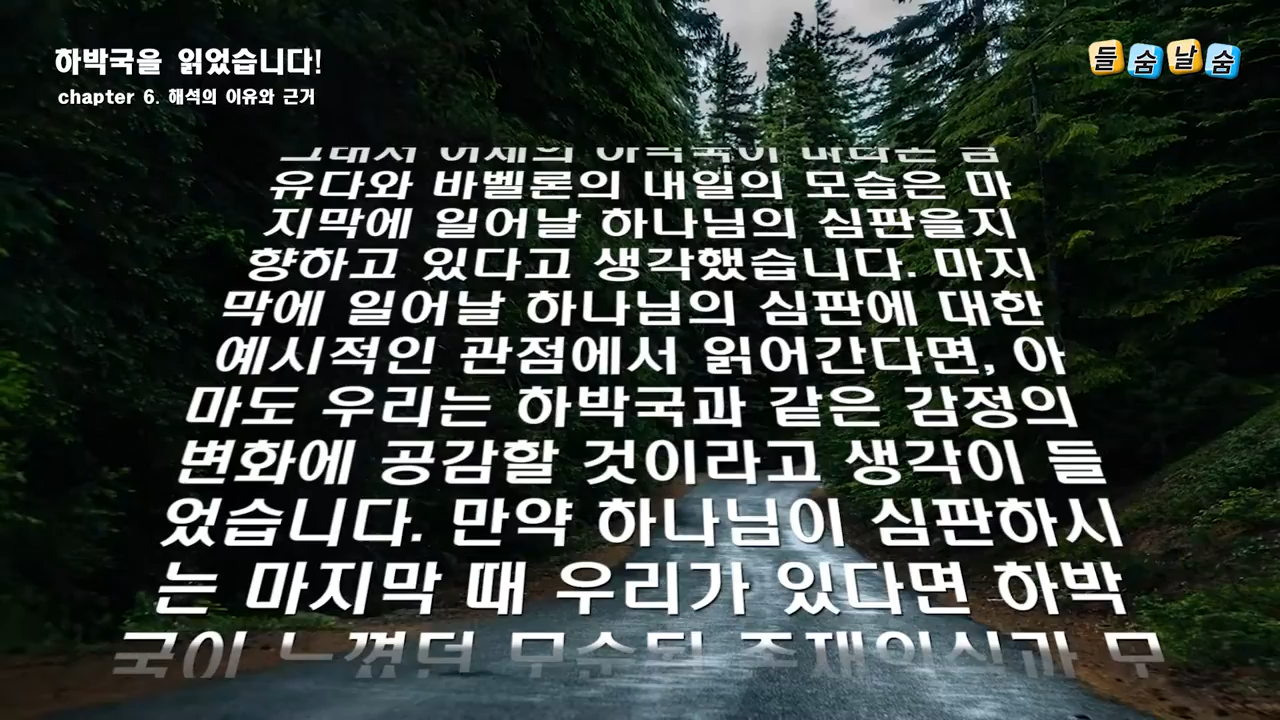 하박국을 읽었습니다!
chapter 6. 해석의 이유와 근거
들숨날숨
유다와 바벨론의 내일의 모습은 마
지막에 일어날 하나님의 심판을지
향하고 있다고 생각했습니다. 마지
막에 일어날 하나님의 심판에 대한
예시적인 관점에서 읽어간다면, 아
마도 우리는 하박국과 같은 감정의
변화에 공감할 것이라고 생각이 들
었습니다. 만약 하나님이 심판하시
는 마지막 때 우리가 있다면 하박
국이